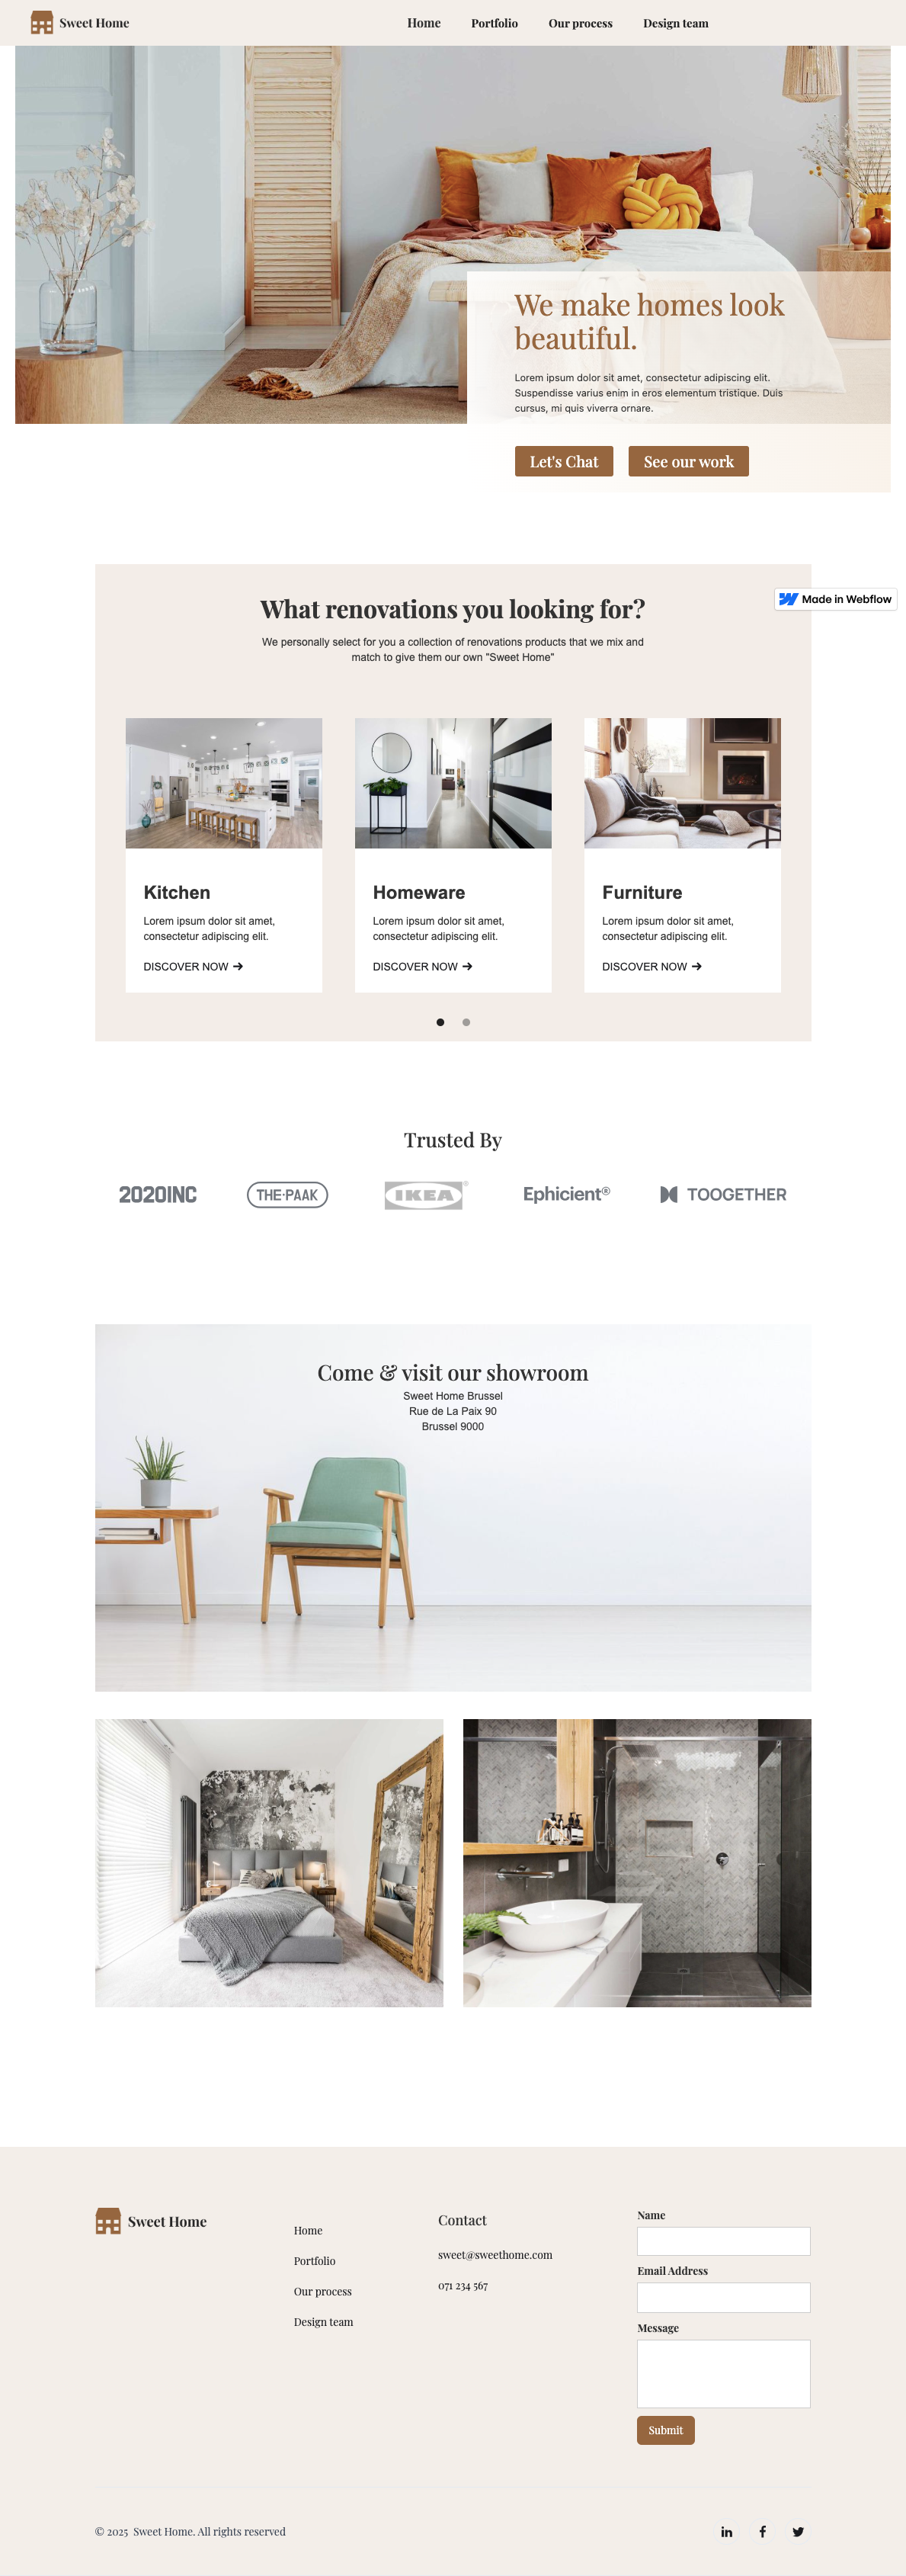 Sweet Home
Home Portfolio Our process Design team
We make homes look
beautiful.
Lorem ipsum dolor sit amet, consectetur adipiscing elit.
Suspendisse varius enim in eros elementum tristique. Duis
cursus, mi quis viverra ornare.
Let's Chat
See our work
Made in Webflow
What renovations you looking for?
We personally select for you a collection of renovations products that we mix and
match to give them our own "Sweet Home"
Kitchen
Lorem ipsum dolor sit amet,
consectetur adipiscing elit.
DISCOVER NOW
Homeware
Lorem ipsum dolor sit amet,
consectetur adipiscing elit.
DISCOVER NOW
Furniture
Lorem ipsum dolor sit amet,
consectetur adipiscing elit.
DISCOVER NOW
Trusted By
2020INC
THE·PAAK
IKEA®
Ephicient®
TOOGETHER
Come & visit our showroom
Sweet Home Brussel
Rue de La Paix 90
Brussel 9000
Sweet Home
Home
Portfolio
Our process
Design team
Contact
sweet@sweethome.com
071 234 567
Name
Email Address
Message
Submit
© 2025 Sweet Home. All rights reserved